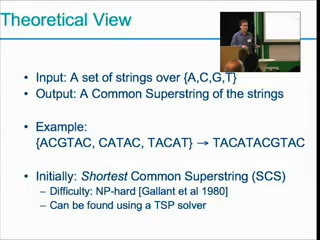 Theoretical View
• Input: A set of strings over {A,C,G,T}
• Output: A Common Superstring of the strings
• Example:
{ACGTAC, CATAC, TACAT} → TACATACGTAC
• Initially: Shortest Common Superstring (SCS)
– Difficulty: NP-hard [Gallant et al 1980]
– Can be found using a TSP solver